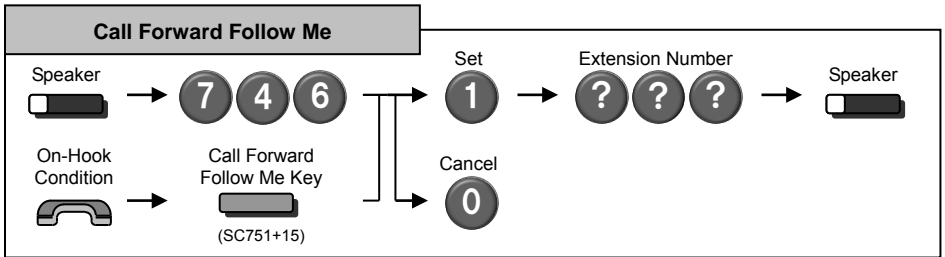 Call Forward Follow Me
Speaker
7 4 6
Set
1
Extension Number
? ? ?
Speaker
On-Hook
Condition
Call Forward
Follow Me Key
(SC751+15)
Cancel
0